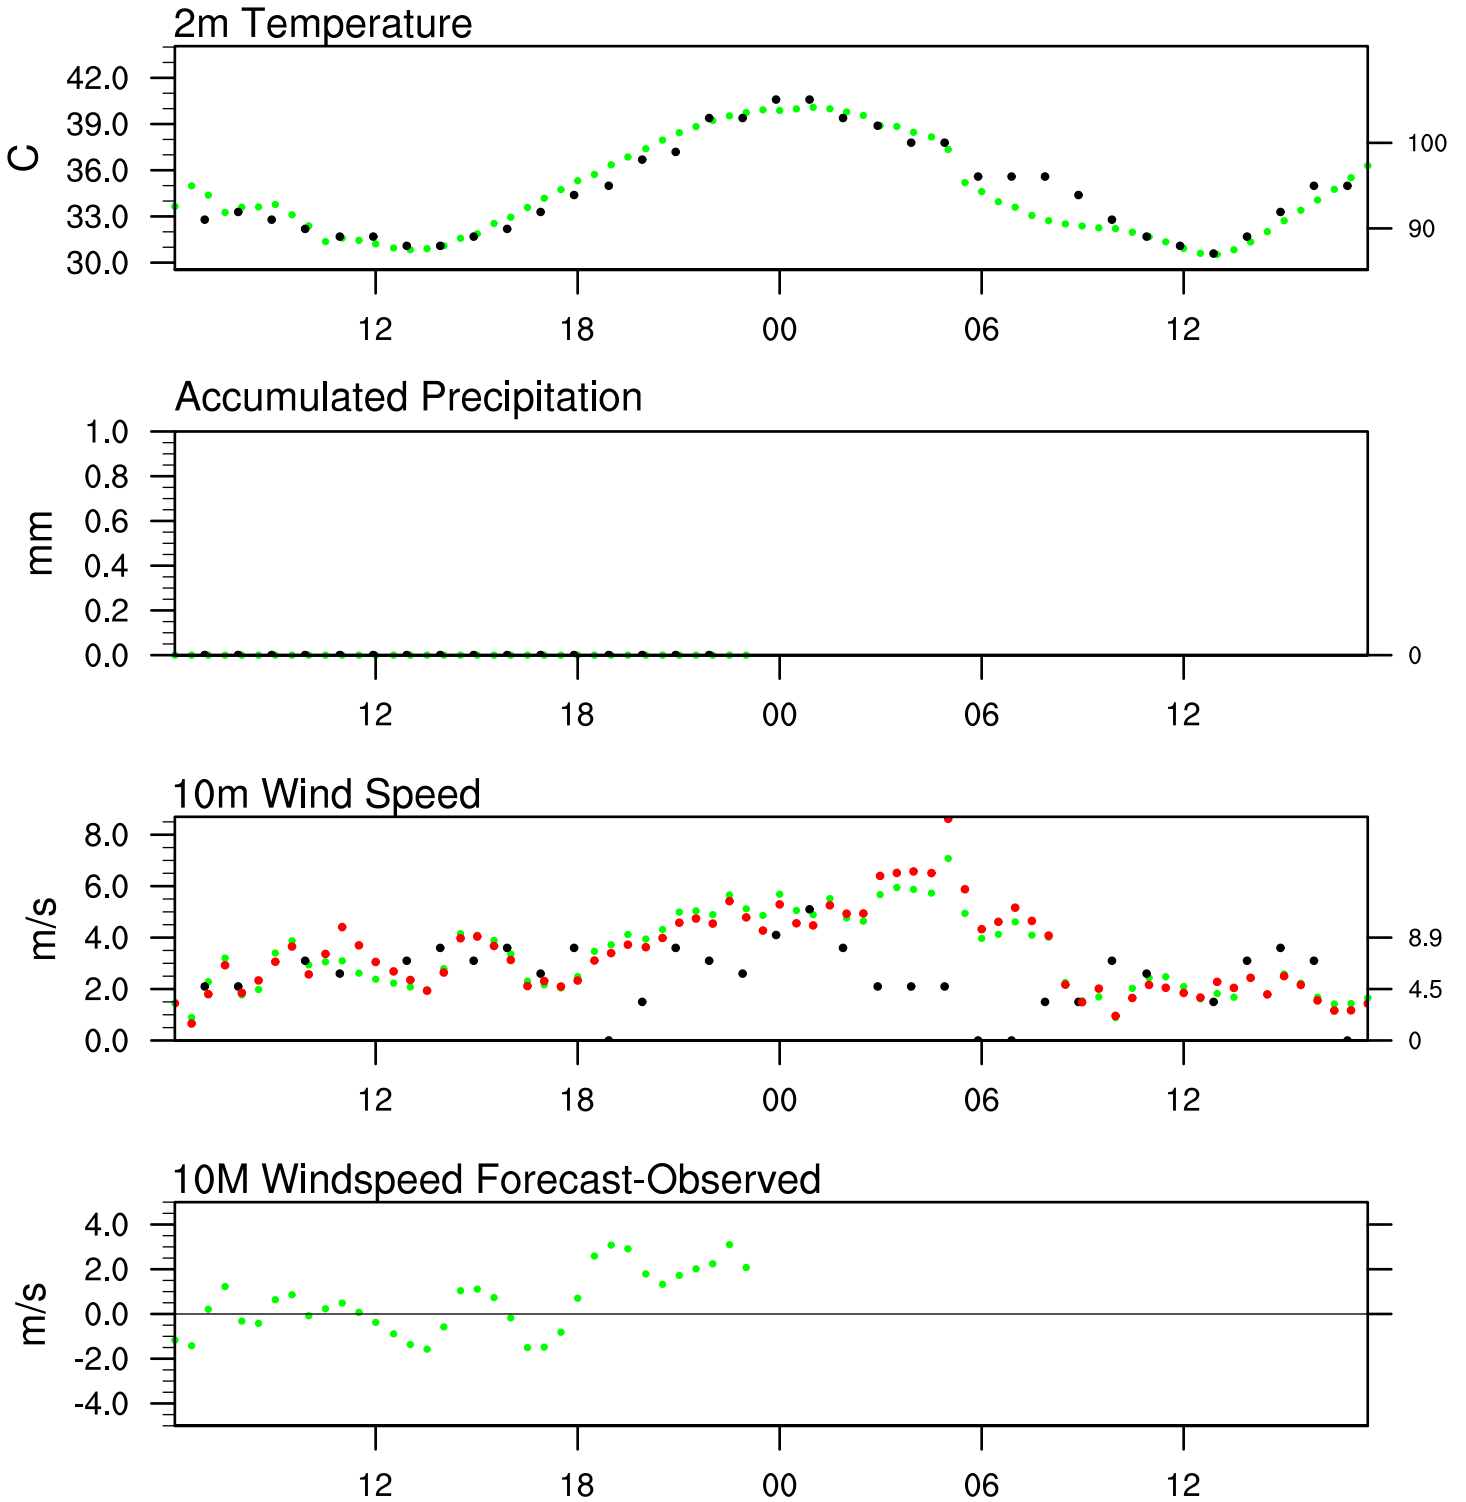 2m Temperature
42.0
39.0
36.0
33.0
30.0
C
100
90
12 18 00 06 12
Accumulated Precipitation
1.0
0.8
0.6
0.4
0.2
0.0
mm
0
12 18 00 06 12
10m Wind Speed
8.0
6.0
4.0
2.0
0.0
m/s
8.9
4.5
0
12 18 00 06 12
10M Windspeed Forecast-Observed
4.0
2.0
0.0
-2.0
-4.0
m/s
12 18 00 06 12